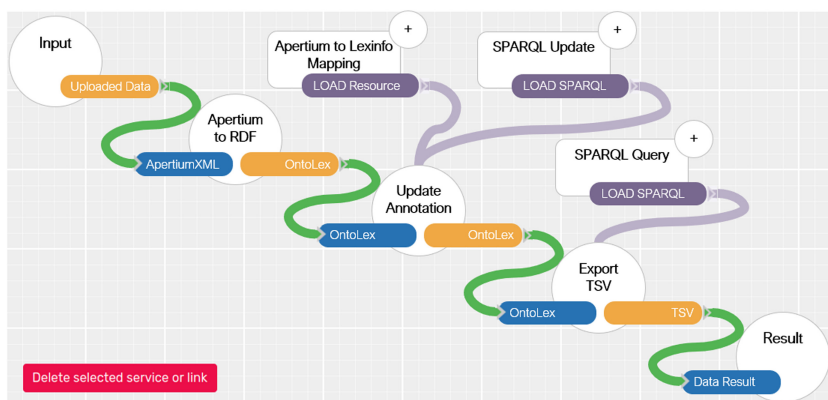 Input
Uploaded Data
Apertium to Lexinfo
Mapping
+
LOAD Resource
SPARQL Update
+
LOAD SPARQL
Apertium
to RDF
ApertiumXML
OntoLex
SPARQL Query
+
LOAD SPARQL
Update
Annotation
OntoLex
OntoLex
Export
TSV
OntoLex
TSV
Result
Data Result
Delete selected service or link